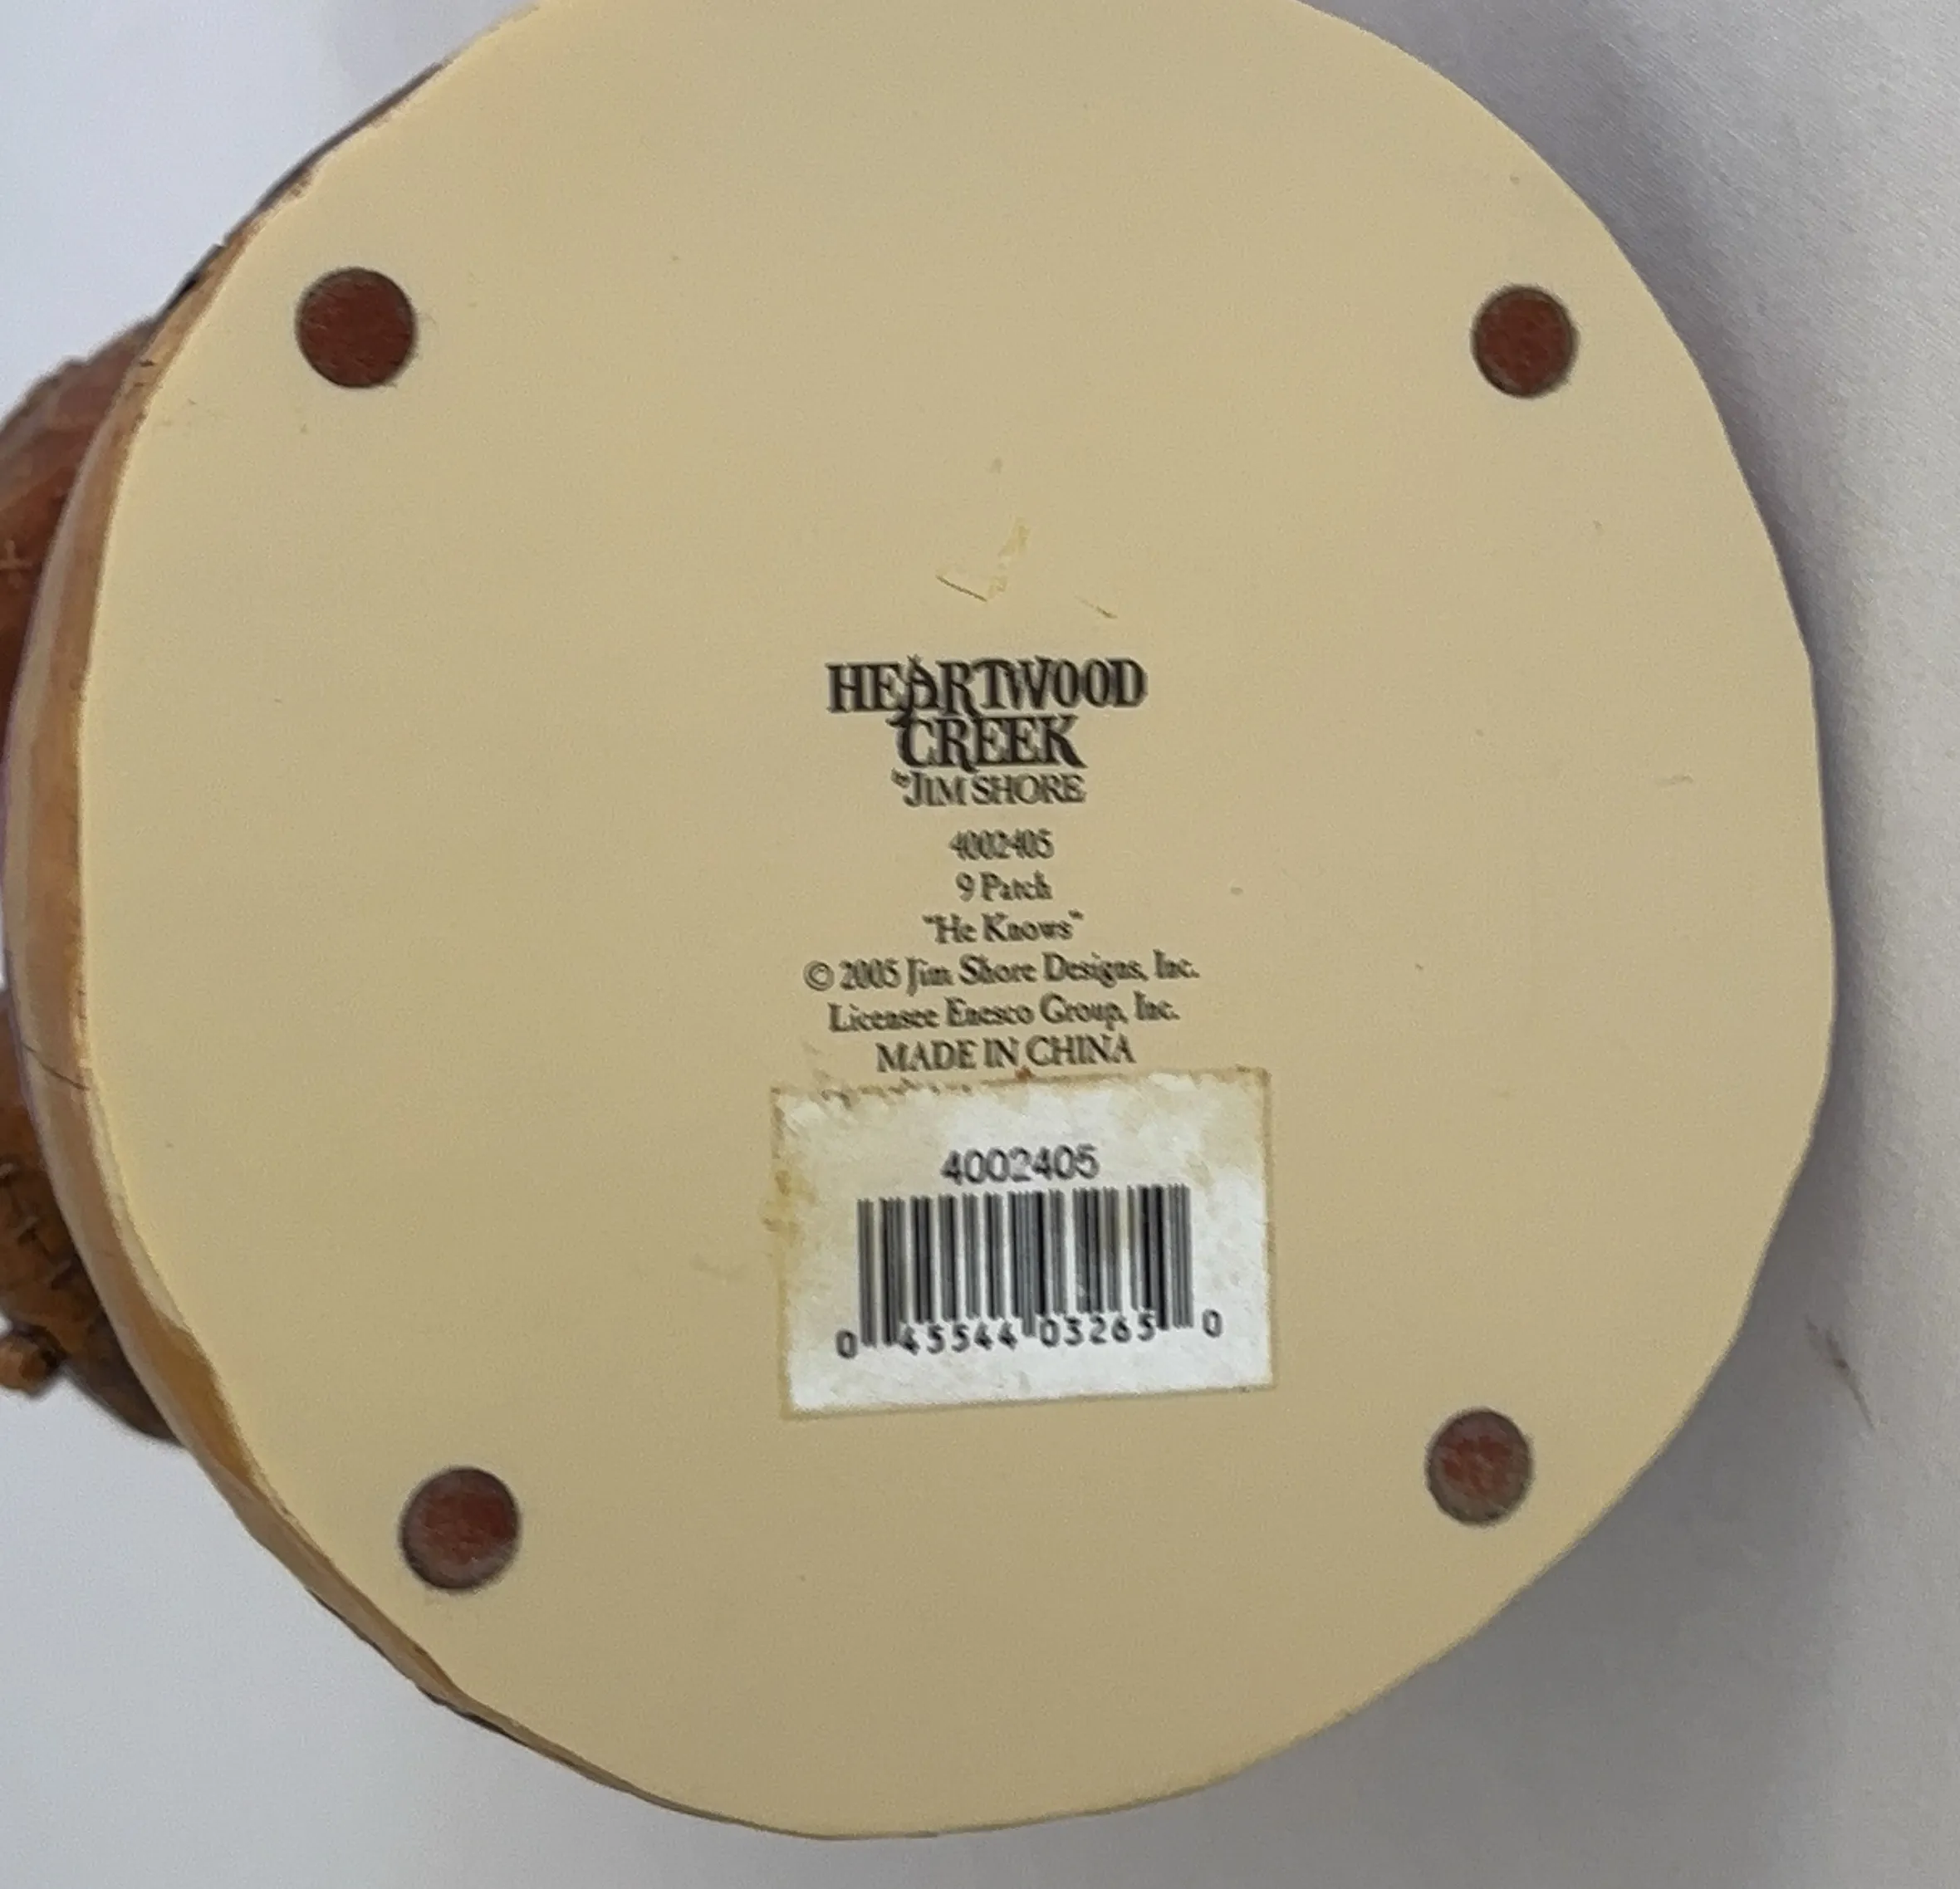 HEARTWOOD
CREEK
by JIM SHORE
4002405
9 Patch
"He Knows"
© 2005 Jim Shore Designs, Inc.
Licensee Enesco Group, Inc.
MADE IN CHINA
4002405
0 45544 03265 0